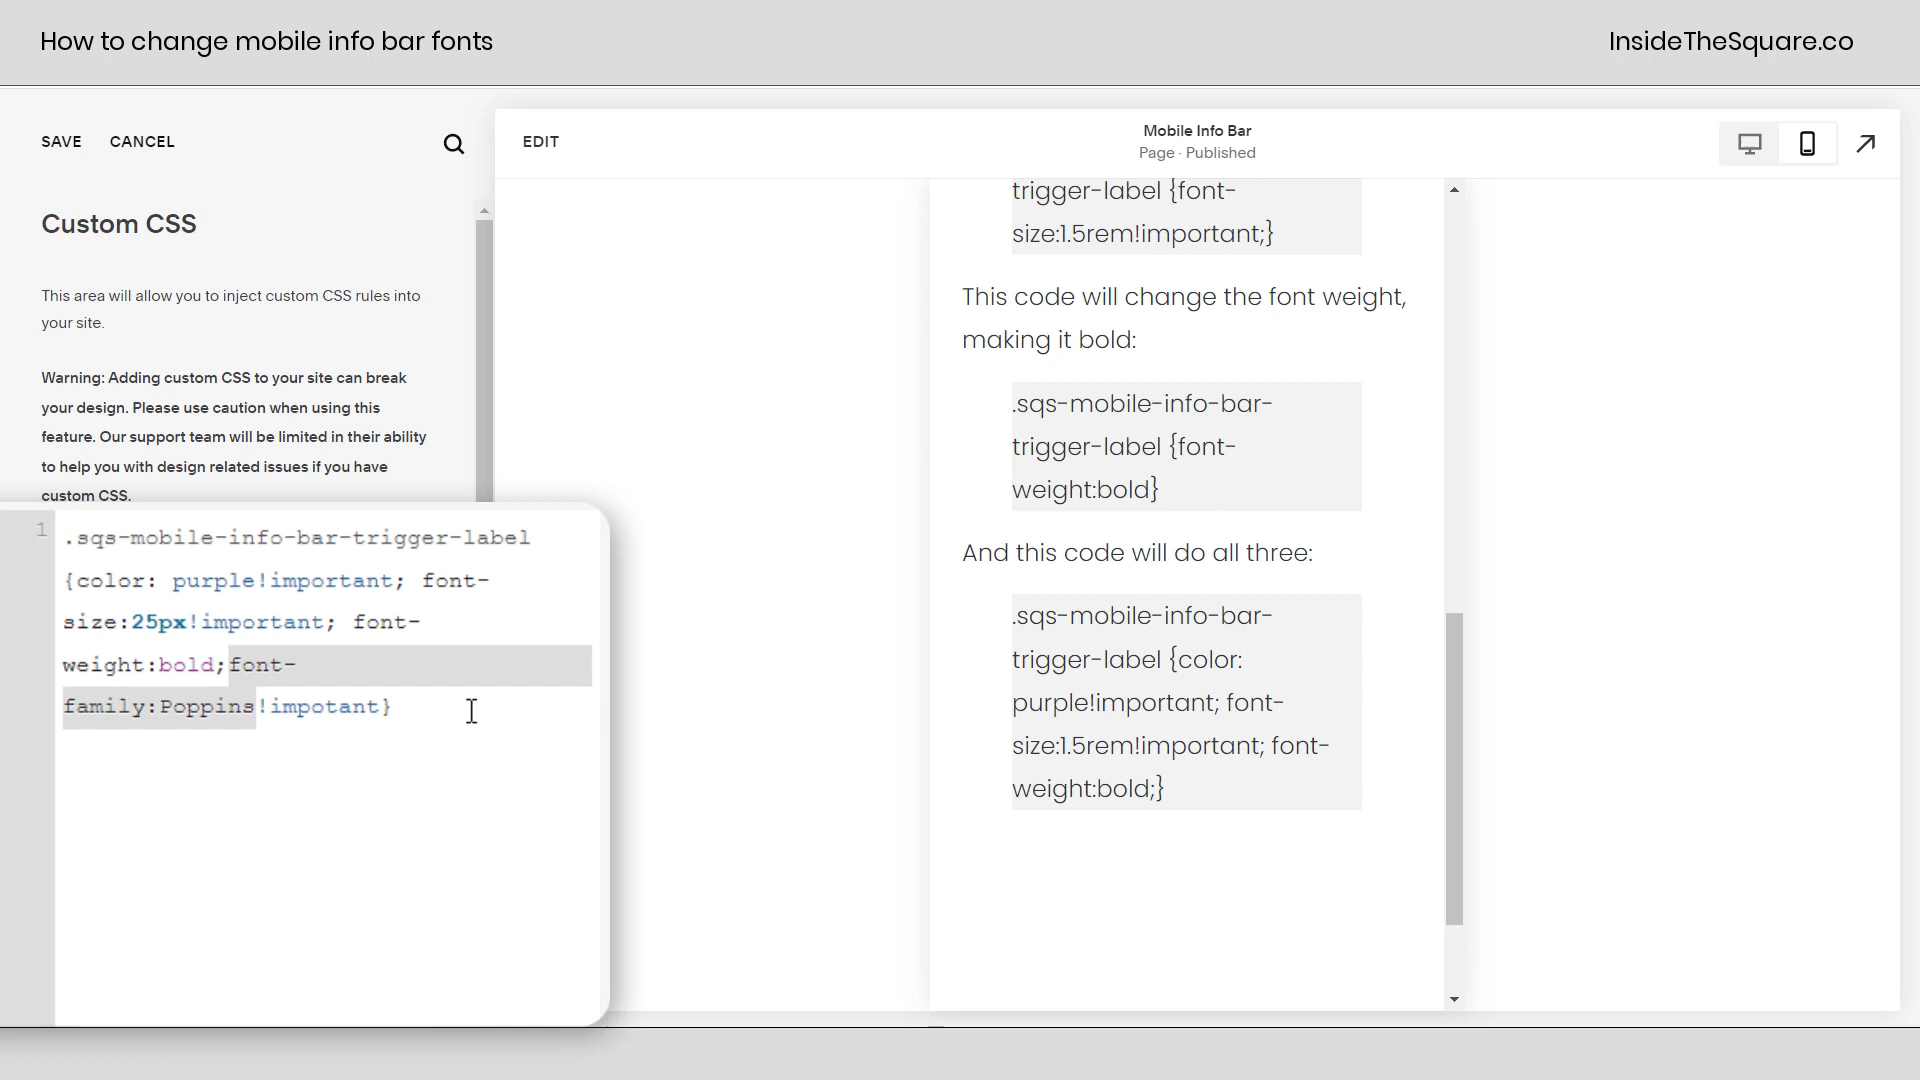 How to change mobile info bar fonts
InsideTheSquare.co
SAVE
CANCEL
EDIT
Mobile Info Bar
Page · Published
Custom CSS
This area will allow you to inject custom CSS rules into
your site.
Warning: Adding custom CSS to your site can break
your design. Please use caution when using this
feature. Our support team will be limited in their ability
to help you with design related issues if you have
custom CSS.
1
.sqs-mobile-info-bar-trigger-label
{color: purple!important; font-
size:25px!important; font-
weight:bold;font-
family:Poppins!impotant}
trigger-label {font-
size:1.5rem!important;}
This code will change the font weight,
making it bold:
.sqs-mobile-info-bar-
trigger-label {font-
weight:bold}
And this code will do all three:
.sqs-mobile-info-bar-
trigger-label {color:
purple!important; font-
size:1.5rem!important; font-
weight:bold;}